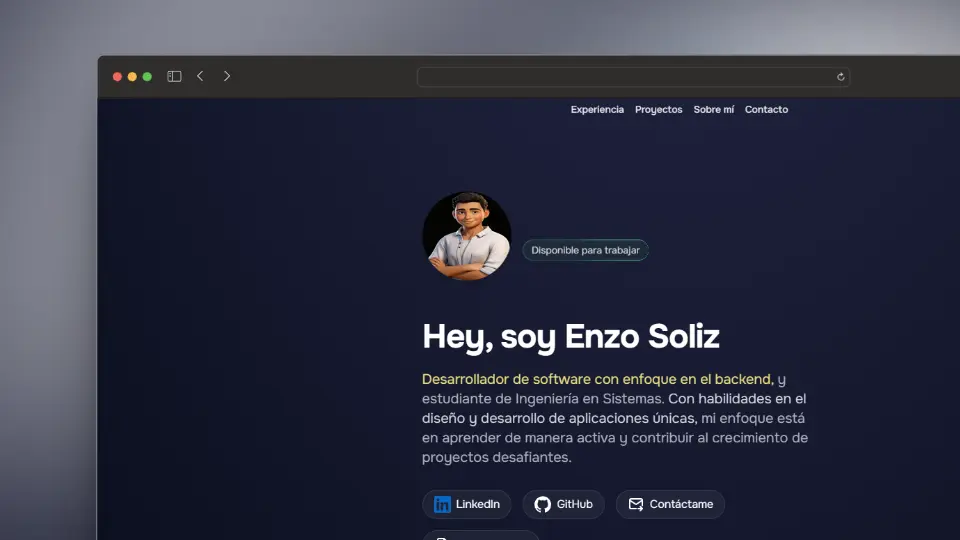 Experiencia Proyectos Sobre mí Contacto
Disponible para trabajar
Hey, soy Enzo Soliz
Desarrollador de software con enfoque en el backend, y
estudiante de Ingeniería en Sistemas. Con habilidades en el
diseño y desarrollo de aplicaciones únicas, mi enfoque está
en aprender de manera activa y contribuir al crecimiento de
proyectos desafiantes.
LinkedIn GitHub Contáctame